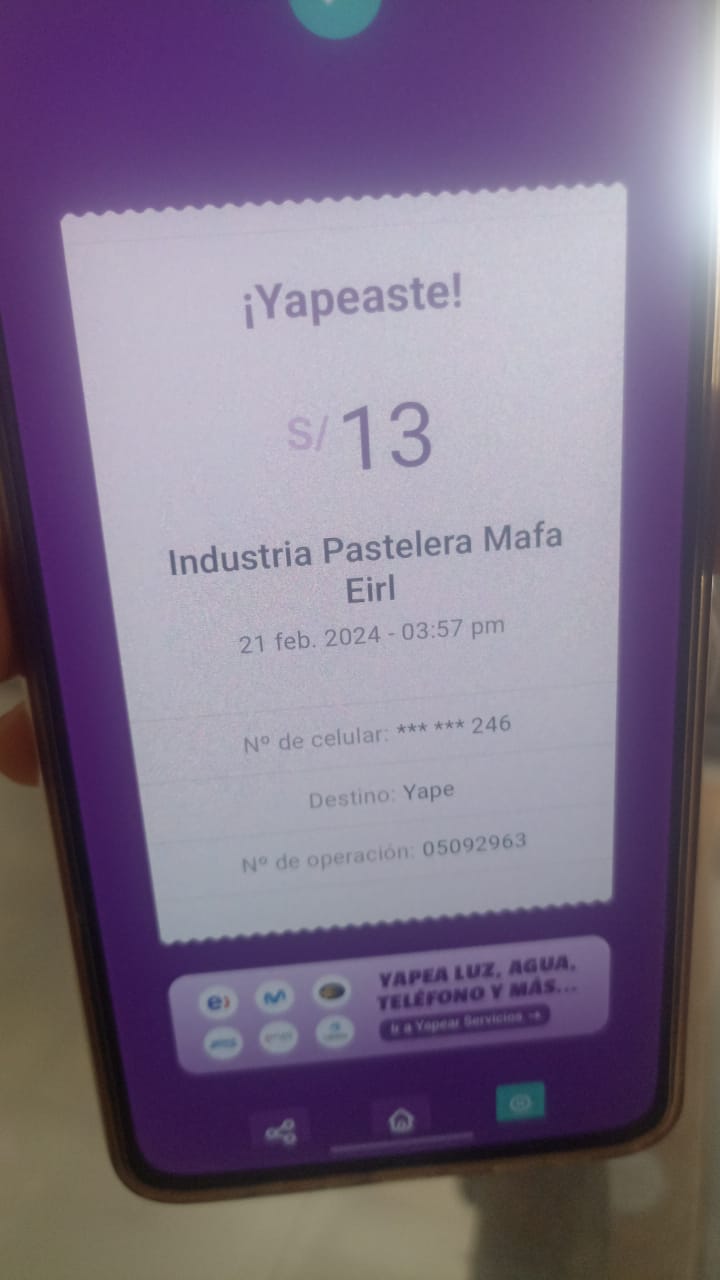 ¡Yapeaste!
S/ 13
Industria Pastelera Mafa
Eirl
21 feb. 2024 - 03:57 pm
Nº de celular: *** *** 246
Destino: Yape
Nº de operación: 05092963
YAPEA LUZ, AGUA,
TELÉFONO Y MÁS...
Ir a Yapear Servicios